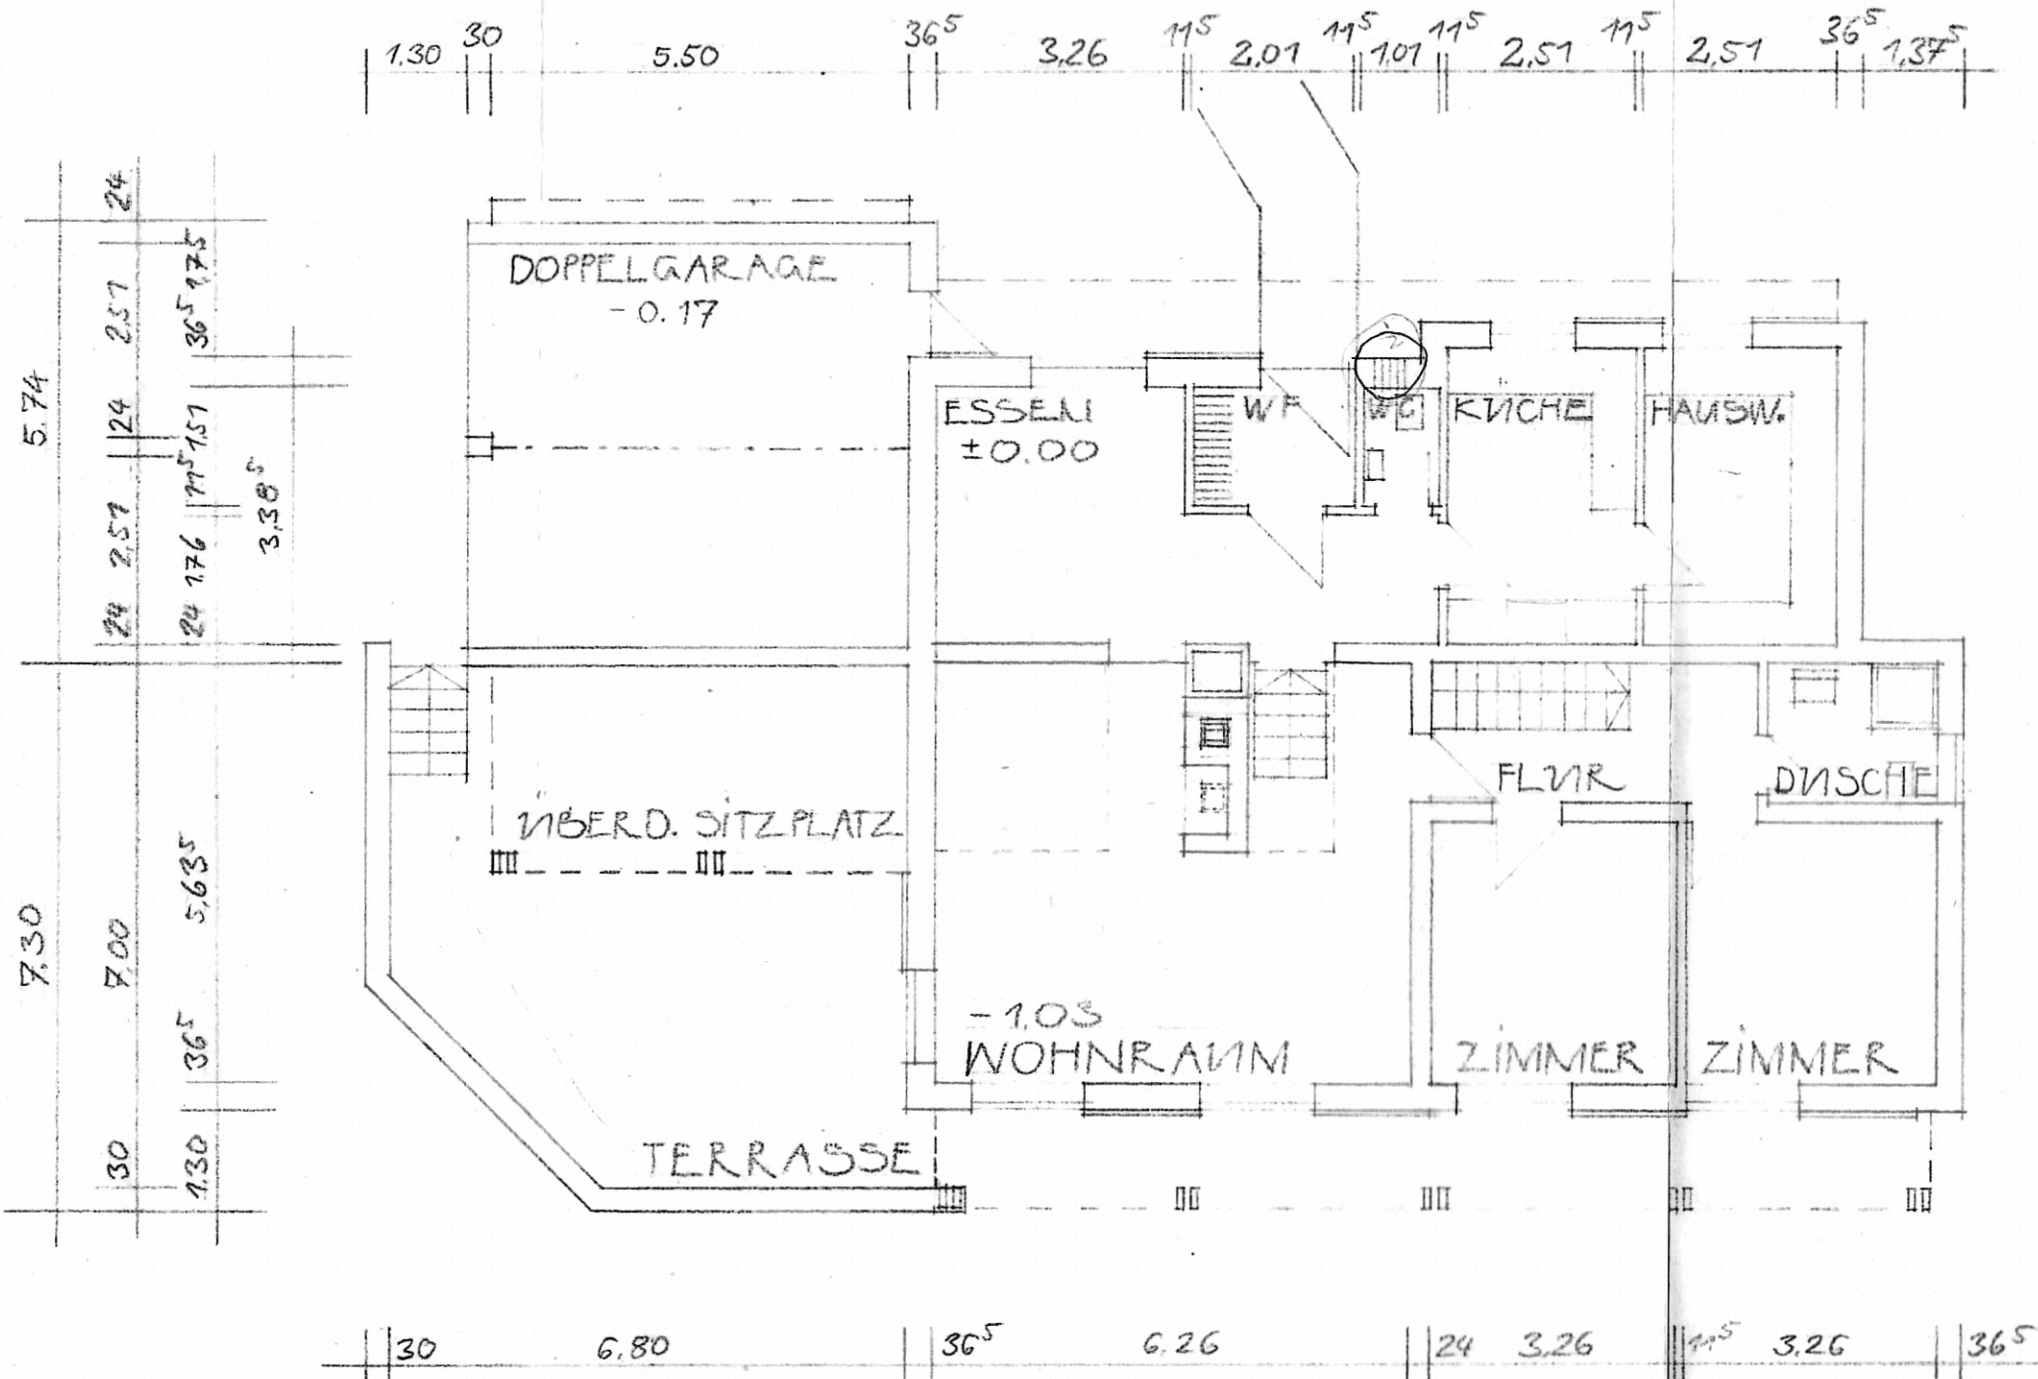 1.30 30 5.50 36⁵ 3,26 11⁵ 2,01 11⁵ 1,01 11⁵ 2,51 11⁵ 2,51 36⁵ 1,37⁵
24
2,51
24
2,51
24
5.74
36⁵ 1,75
1,51
11⁵
1.76
24
3,38⁵
DOPPELGARAGE
-0.17
ESSEN
±0.00
WF
WC
KÜCHE
HAUSW.
FLUR
DUSCHE
ÜBERD. SITZPLATZ
-1.03
WOHNRAUM
ZIMMER
ZIMMER
TERRASSE
7.30
7,00
30
5,63⁵
36⁵
1.30
30 6.80 36⁵ 6.26 24 3.26 11⁵ 3.26 36⁵